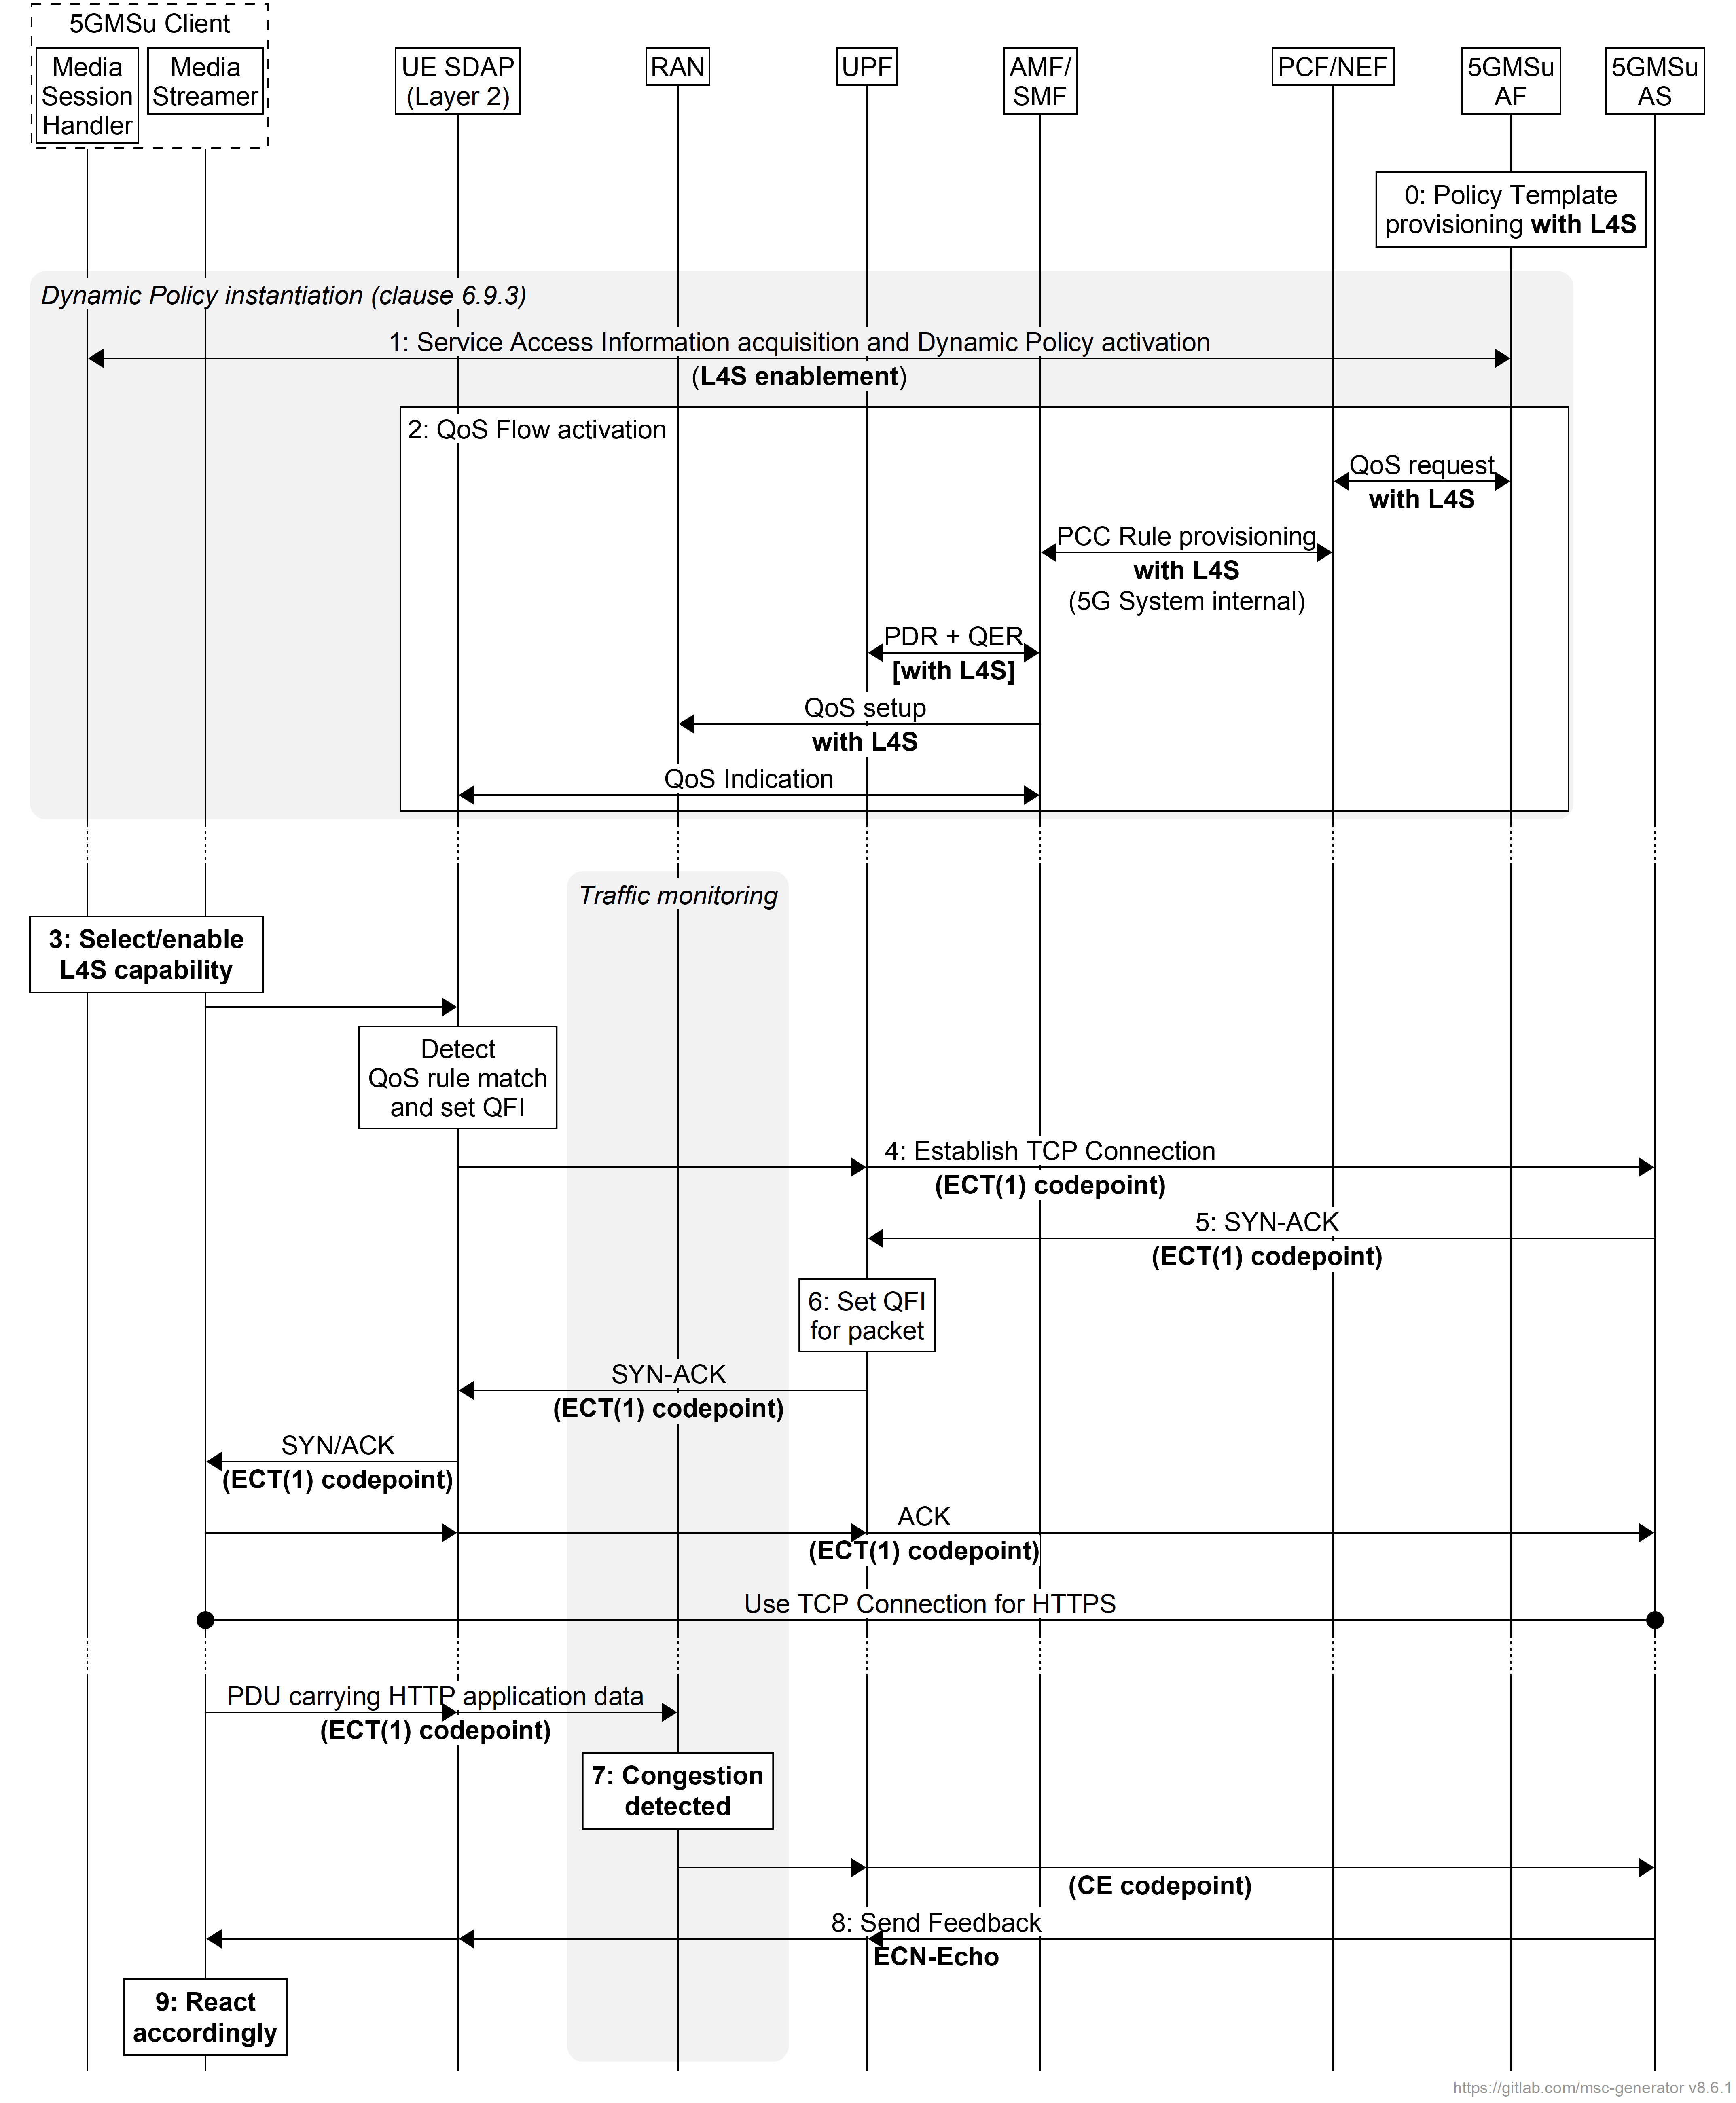 5GMSu Client
Media
Session
Handler
Media
Streamer
UE SDAP
(Layer 2)
RAN
UPF
AMF/
SMF
PCF/NEF
5GMSu
AF
5GMSu
AS
0: Policy Template
provisioning with L4S
Dynamic Policy instantiation (clause 6.9.3)
1: Service Access Information acquisition and Dynamic Policy activation
(L4S enablement)
2: QoS Flow activation
QoS request
with L4S
PCC Rule provisioning
with L4S
(5G System internal)
PDR + QER
[with L4S]
QoS setup
with L4S
QoS Indication
Traffic monitoring
3: Select/enable
L4S capability
Detect
QoS rule match
and set QFI
4: Establish TCP Connection
(ECT(1) codepoint)
5: SYN-ACK
(ECT(1) codepoint)
6: Set QFI
for packet
SYN-ACK
(ECT(1) codepoint)
SYN/ACK
(ECT(1) codepoint)
ACK
(ECT(1) codepoint)
Use TCP Connection for HTTPS
PDU carrying HTTP application data
(ECT(1) codepoint)
7: Congestion
detected
(CE codepoint)
8: Send Feedback
ECN-Echo
9: React
accordingly
https://gitlab.com/msc-generator v8.6.1